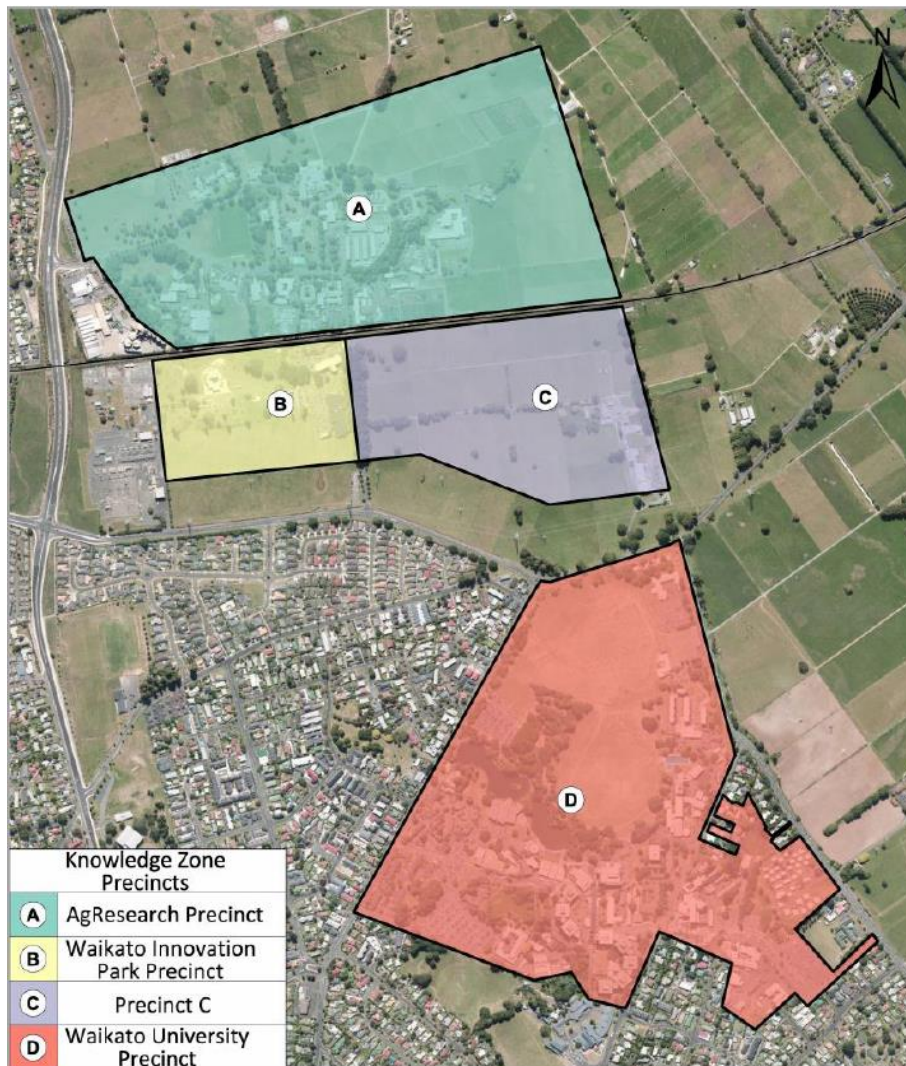 N
A
B
C
D
Knowledge Zone
Precincts
A AgResearch Precinct
B Waikato Innovation
Park Precinct
C Precinct C
D Waikato University
Precinct